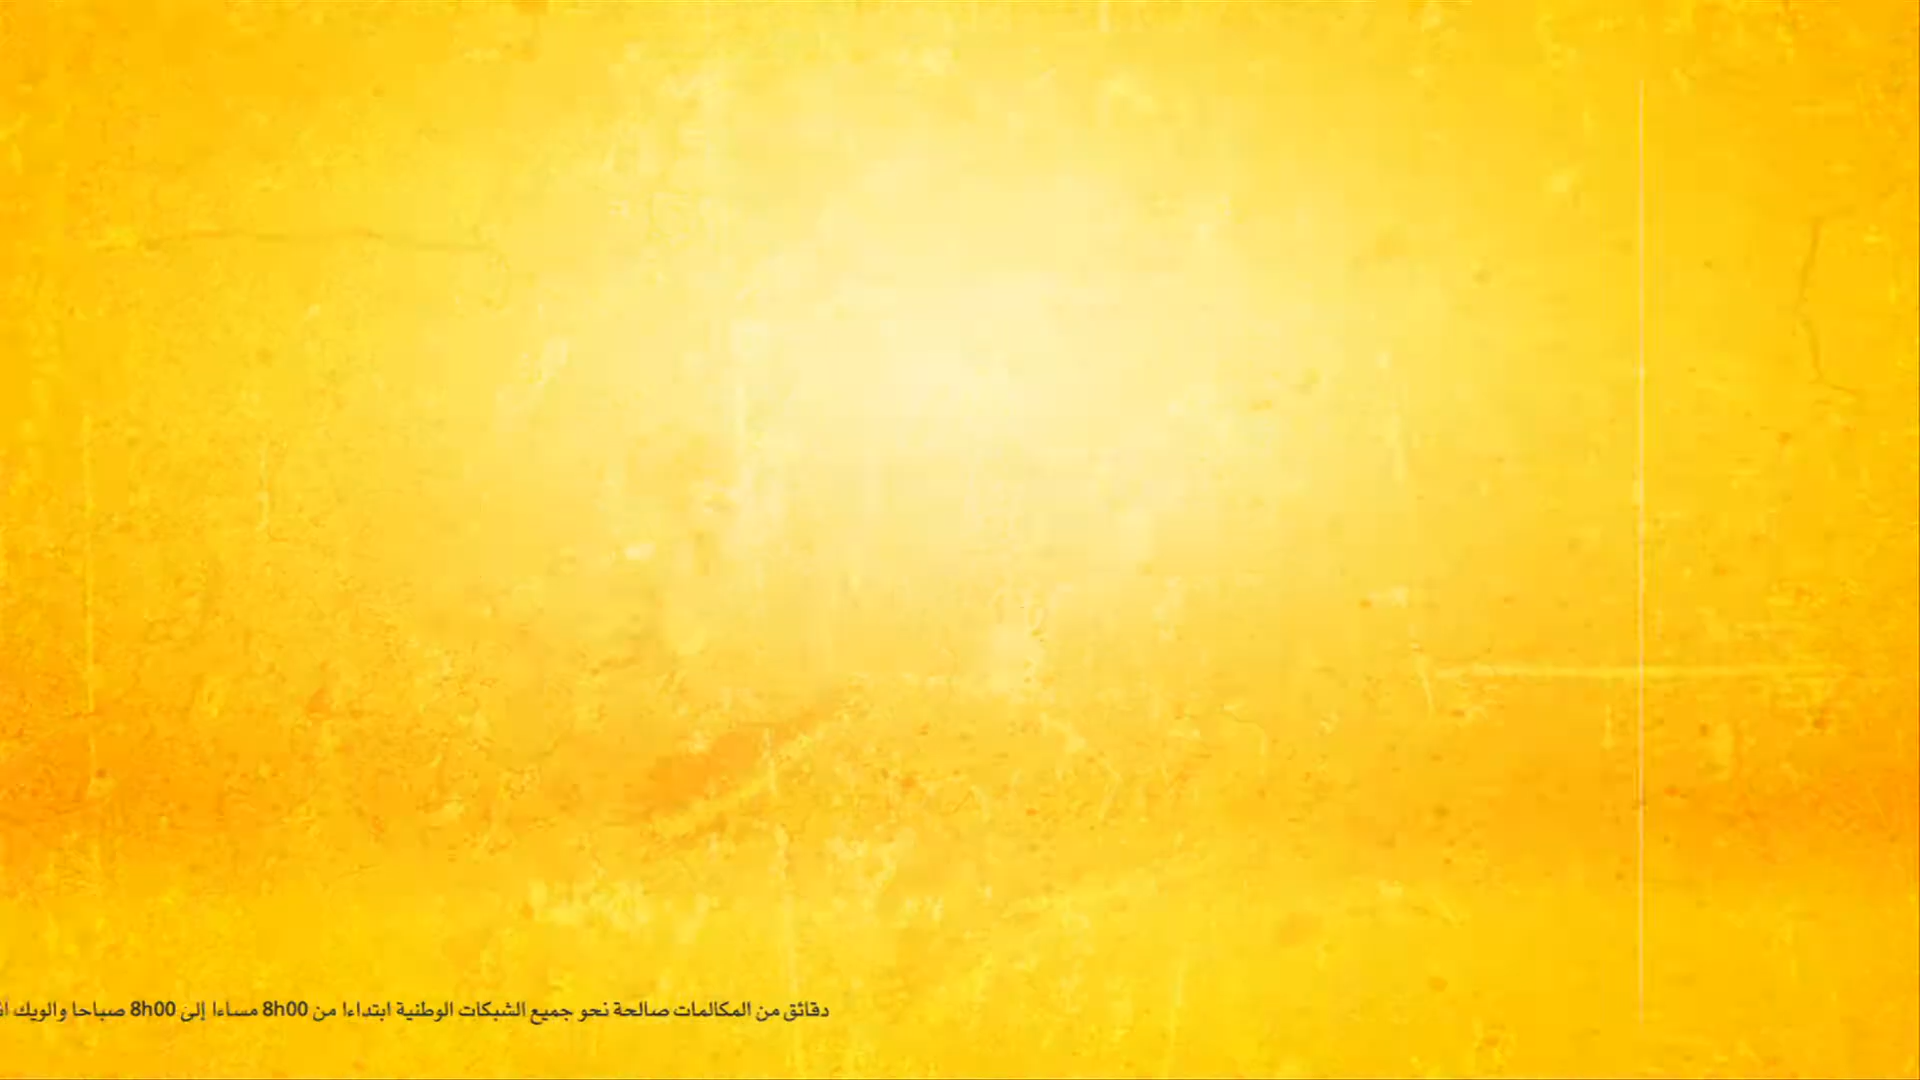 دقائق من المكالمات صالحة نحو جميع الشبكات الوطنية ابتداءا من 8h00 مساءا إلى 8h00 صباحا والويك